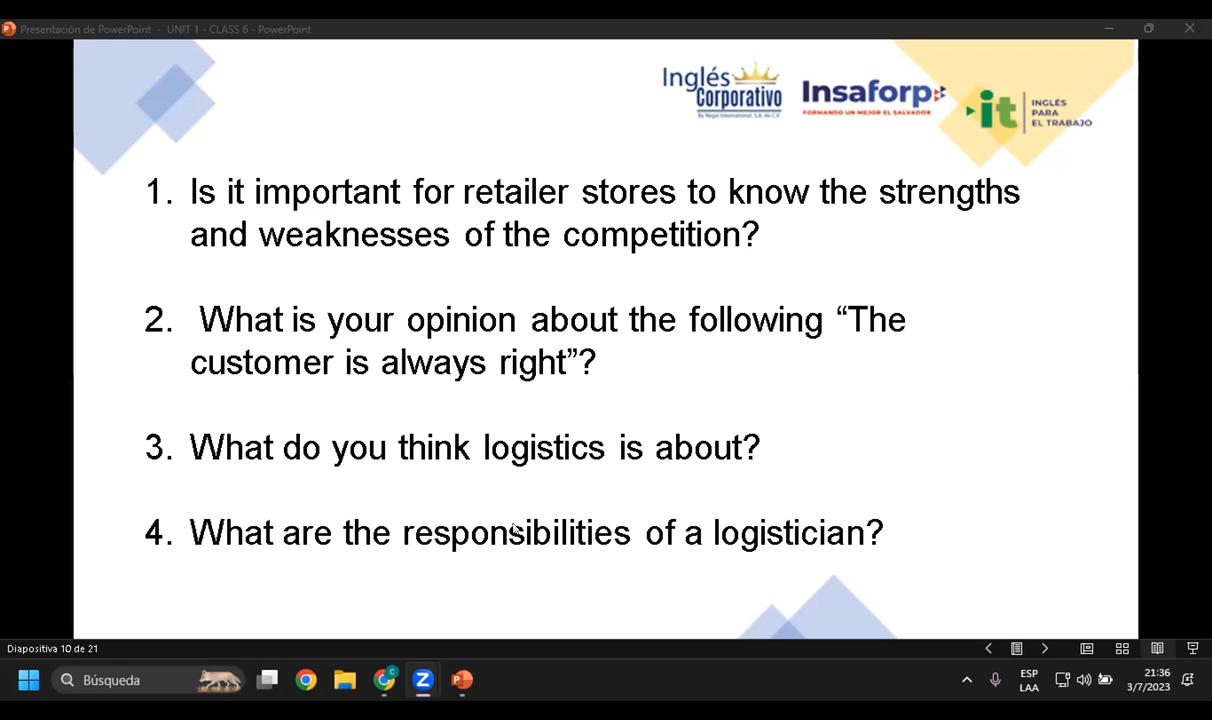 Presentación de PowerPoint - UNIT 1 - CLASS 6 - PowerPoint
Inglés
Corporativo
By Regal International, S.A. de C.V.
Insaforp
FORMANDO UN MEJOR EL SALVADOR
it
INGLÉS
PARA
EL TRABAJO
1. Is it important for retailer stores to know the strengths
and weaknesses of the competition?
2. What is your opinion about the following “The
customer is always right”?
3. What do you think logistics is about?
4. What are the responsibilities of a logistician?
Diapositiva 10 de 21
Búsqueda
ESP
LAA
21:36
3/7/2023